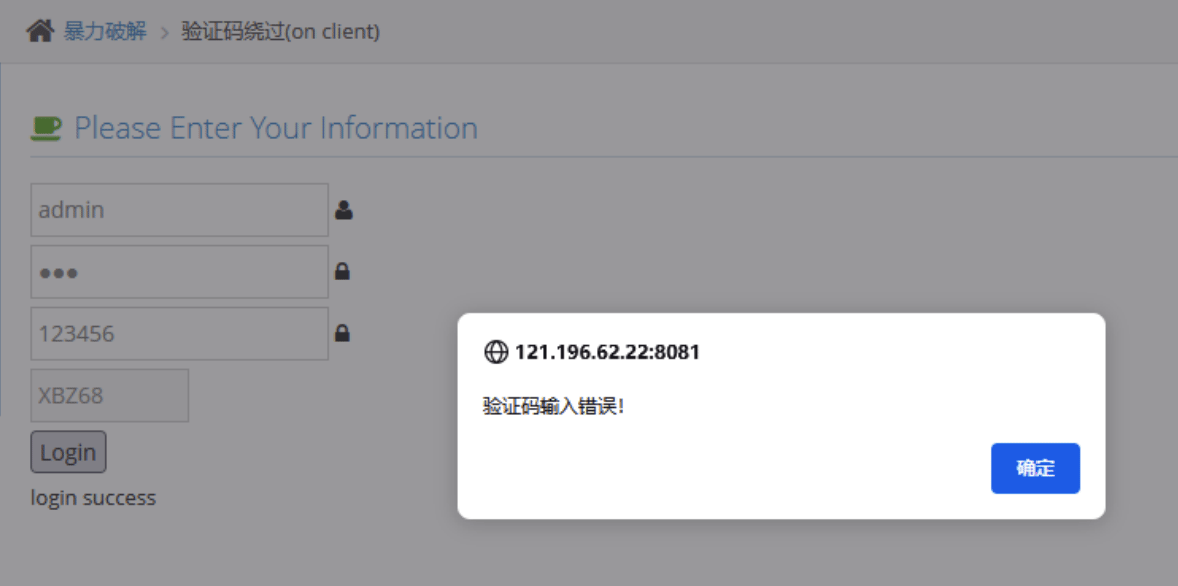 暴力破解 > 验证码绕过(on client)
Please Enter Your Information
admin
•••
123456
XBZ68
Login
login success
121.196.62.22:8081
验证码输入错误!
确定